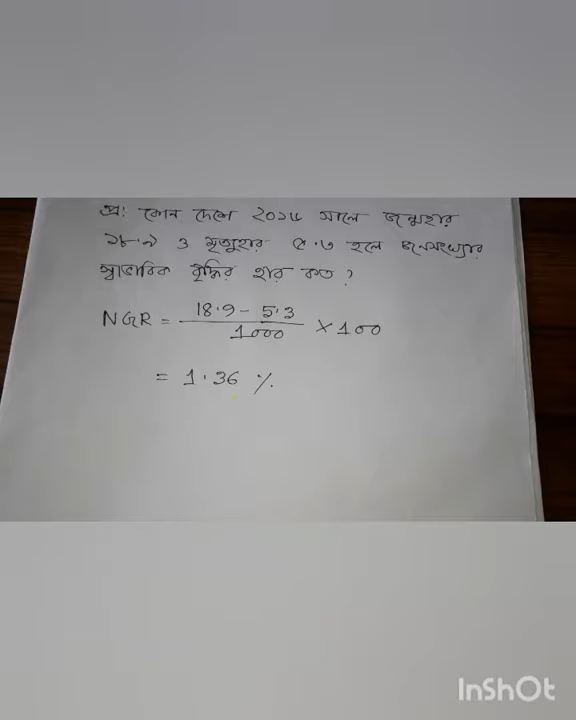 প্র: কোন দেশে ২০১৫ সালে জন্মহার
১৮.৯ ও মৃত্যুহার ৫.৩ হলে জনসংখ্যার
স্বাভাবিক বৃদ্ধির হার কত?
NGR = 18.9 - 5.3 / 1000 × 100
= 1.36 %
InShOt